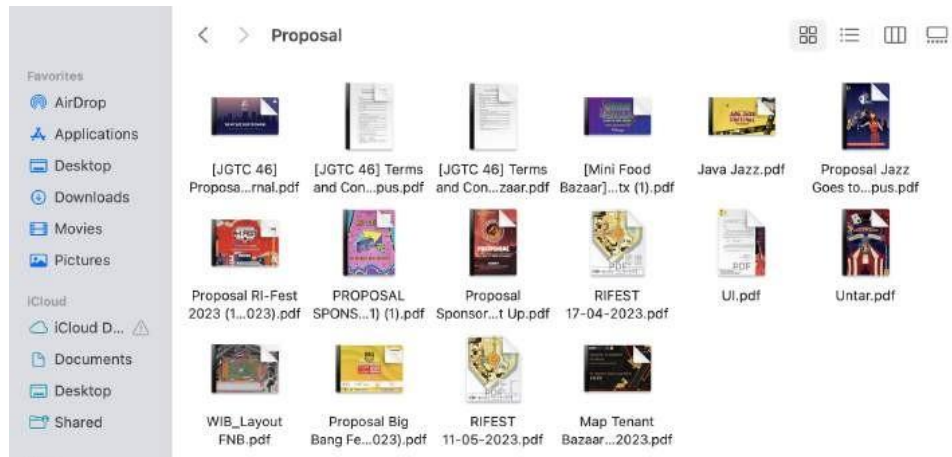 Proposal
Favorites
AirDrop
Applications
Desktop
Downloads
Movies
Pictures
iCloud
iCloud D...
Documents
Desktop
Shared
[JGTC 46]
Proposa...rnal.pdf
[JGTC 46] Terms
and Con...pus.pdf
[JGTC 46] Terms
and Con...zaar.pdf
[Mini Food
Bazaar]...tx (1).pdf
Java Jazz.pdf
Proposal Jazz
Goes to...pus.pdf
Proposal RI-Fest
2023 (1...023).pdf
PROPOSAL
SPONS...1) (1).pdf
Proposal
Sponsor...t Up.pdf
RIFEST
17-04-2023.pdf
UI.pdf
Untar.pdf
WIB_Layout
FNB.pdf
Proposal Big
Bang Fe...023).pdf
RIFEST
11-05-2023.pdf
Map Tenant
Bazaar...2023.pdf
PROPOSAL
PDF
PDF
PDF